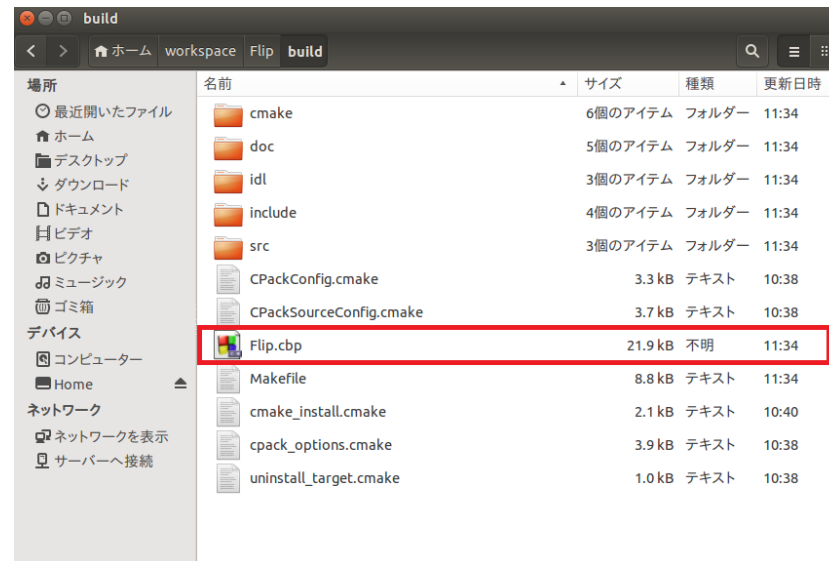 build
ホーム workspace Flip build
場所
最近開いたファイル
ホーム
デスクトップ
ダウンロード
ドキュメント
ビデオ
ピクチャ
ミュージック
ゴミ箱
デバイス
コンピューター
Home
ネットワーク
ネットワークを表示
サーバーへ接続
名前 サイズ 種類 更新日時
cmake 6個のアイテム フォルダー 11:34
doc 5個のアイテム フォルダー 11:34
idl 3個のアイテム フォルダー 11:34
include 4個のアイテム フォルダー 11:34
src 3個のアイテム フォルダー 11:34
CPackConfig.cmake 3.3 kB テキスト 10:38
CPackSourceConfig.cmake 3.7 kB テキスト 10:38
Flip.cbp 21.9 kB 不明 11:34
Makefile 8.8 kB テキスト 11:34
cmake_install.cmake 2.1 kB テキスト 10:40
cpack_options.cmake 3.9 kB テキスト 10:38
uninstall_target.cmake 1.0 kB テキスト 10:38